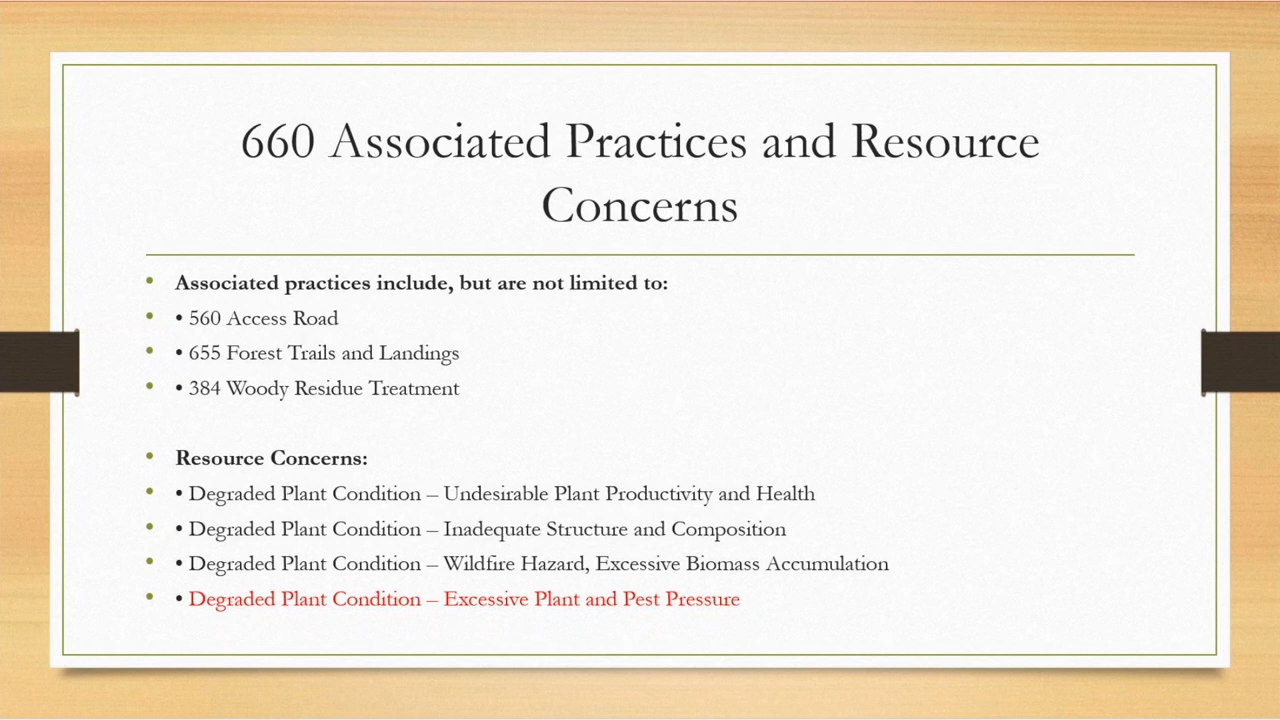 660 Associated Practices and Resource
Concerns
• Associated practices include, but are not limited to:
• • 560 Access Road
• • 655 Forest Trails and Landings
• • 384 Woody Residue Treatment
• Resource Concerns:
• • Degraded Plant Condition – Undesirable Plant Productivity and Health
• • Degraded Plant Condition – Inadequate Structure and Composition
• • Degraded Plant Condition – Wildfire Hazard, Excessive Biomass Accumulation
• • Degraded Plant Condition – Excessive Plant and Pest Pressure